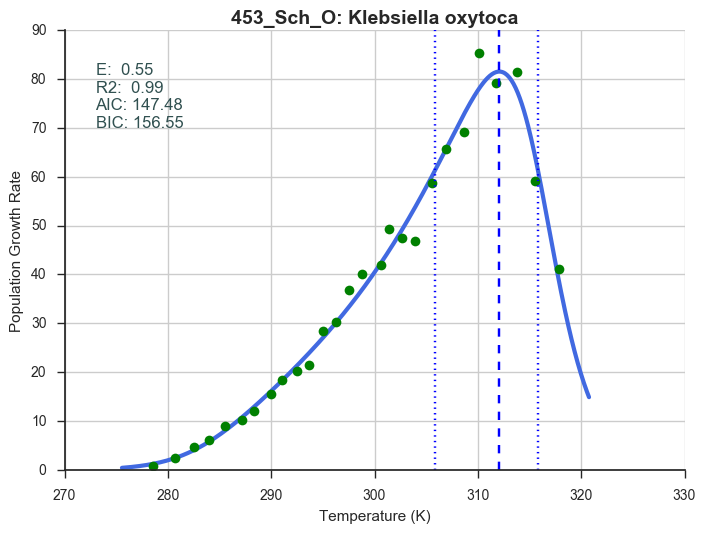 453_Sch_O: Klebsiella oxytoca
E: 0.55
R2: 0.99
AIC: 147.48
BIC: 156.55
Population Growth Rate
90
80
70
60
50
40
30
20
10
0
270 280 290 300 310 320 330
Temperature (K)